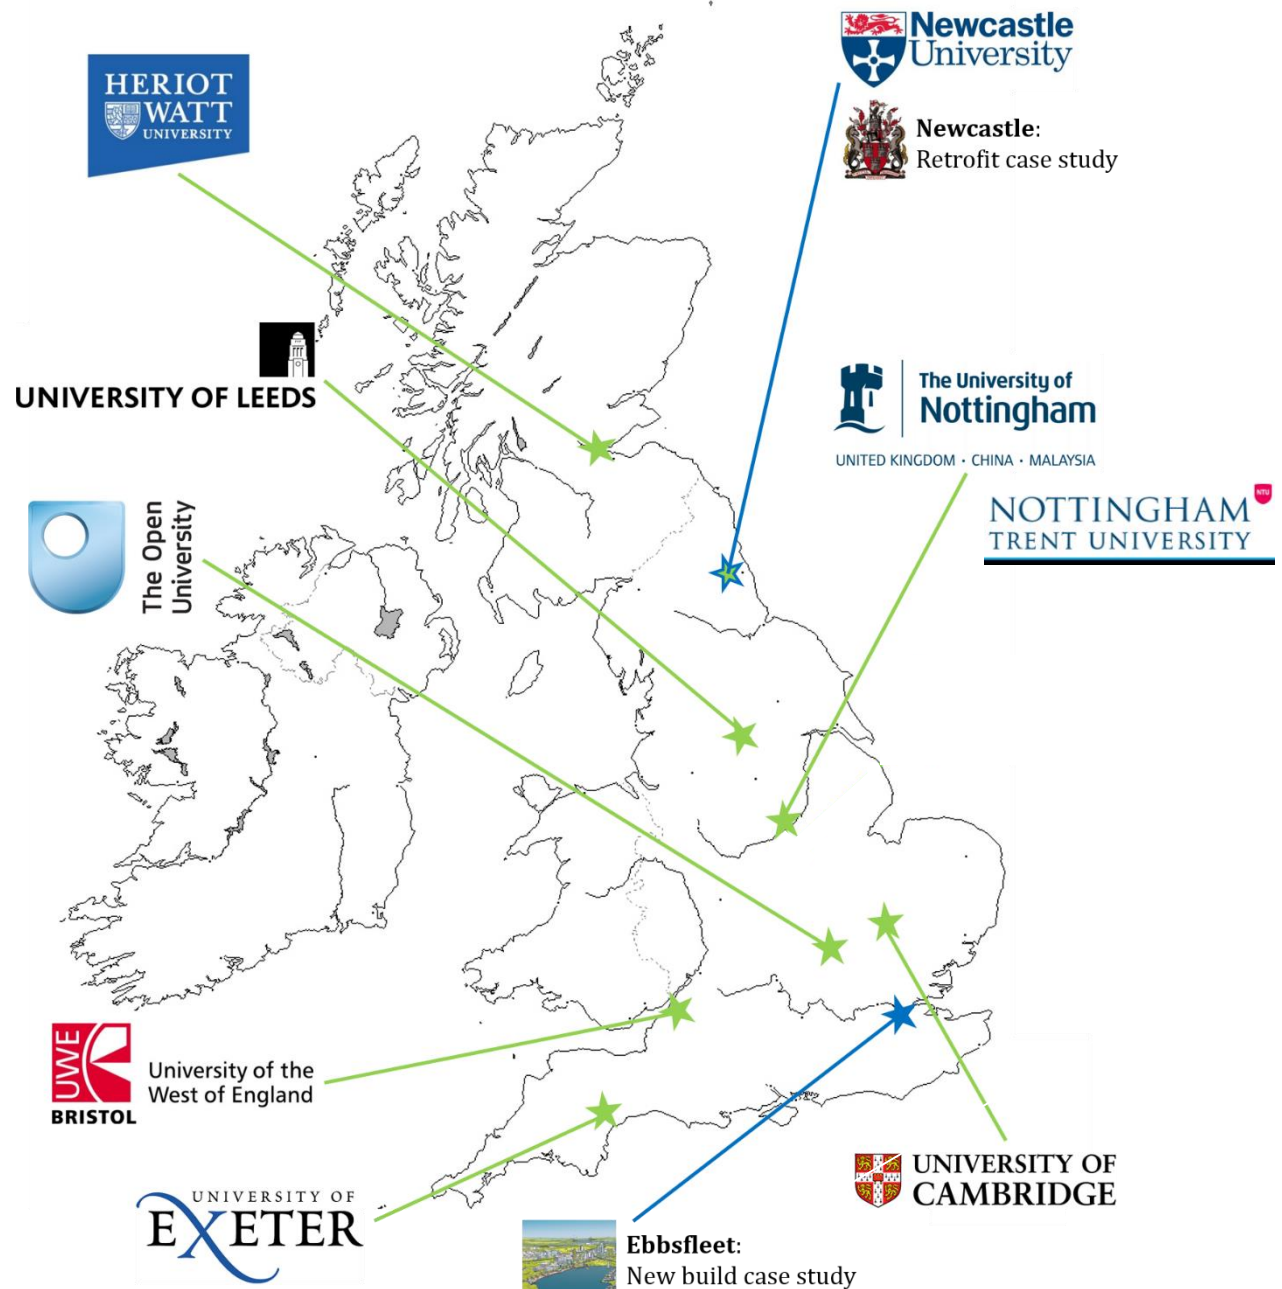 Newcastle
University
HERIOT
WATT
UNIVERSITY
Newcastle:
Retrofit case study
UNIVERSITY OF LEEDS
The University of
Nottingham
UNITED KINGDOM · CHINA · MALAYSIA
NTU
NOTTINGHAM
TRENT UNIVERSITY
The Open
University
UWE
BRISTOL
University of the
West of England
UNIVERSITY OF
CAMBRIDGE
UNIVERSITY OF
EXETER
Ebbsfleet:
New build case study